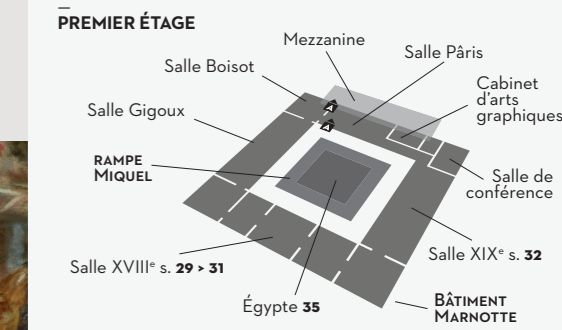 PREMIER ÉTAGE
Mezzanine
Salle Pâris
Salle Boisot
Cabinet
d'arts
graphiques
Salle Gigoux
RAMPE
MIQUEL
Salle de
conférence
Salle XIXᵉ s. 32
Salle XVIIIᵉ s. 29 > 31
Égypte 35
BÂTIMENT
MARNOTTE